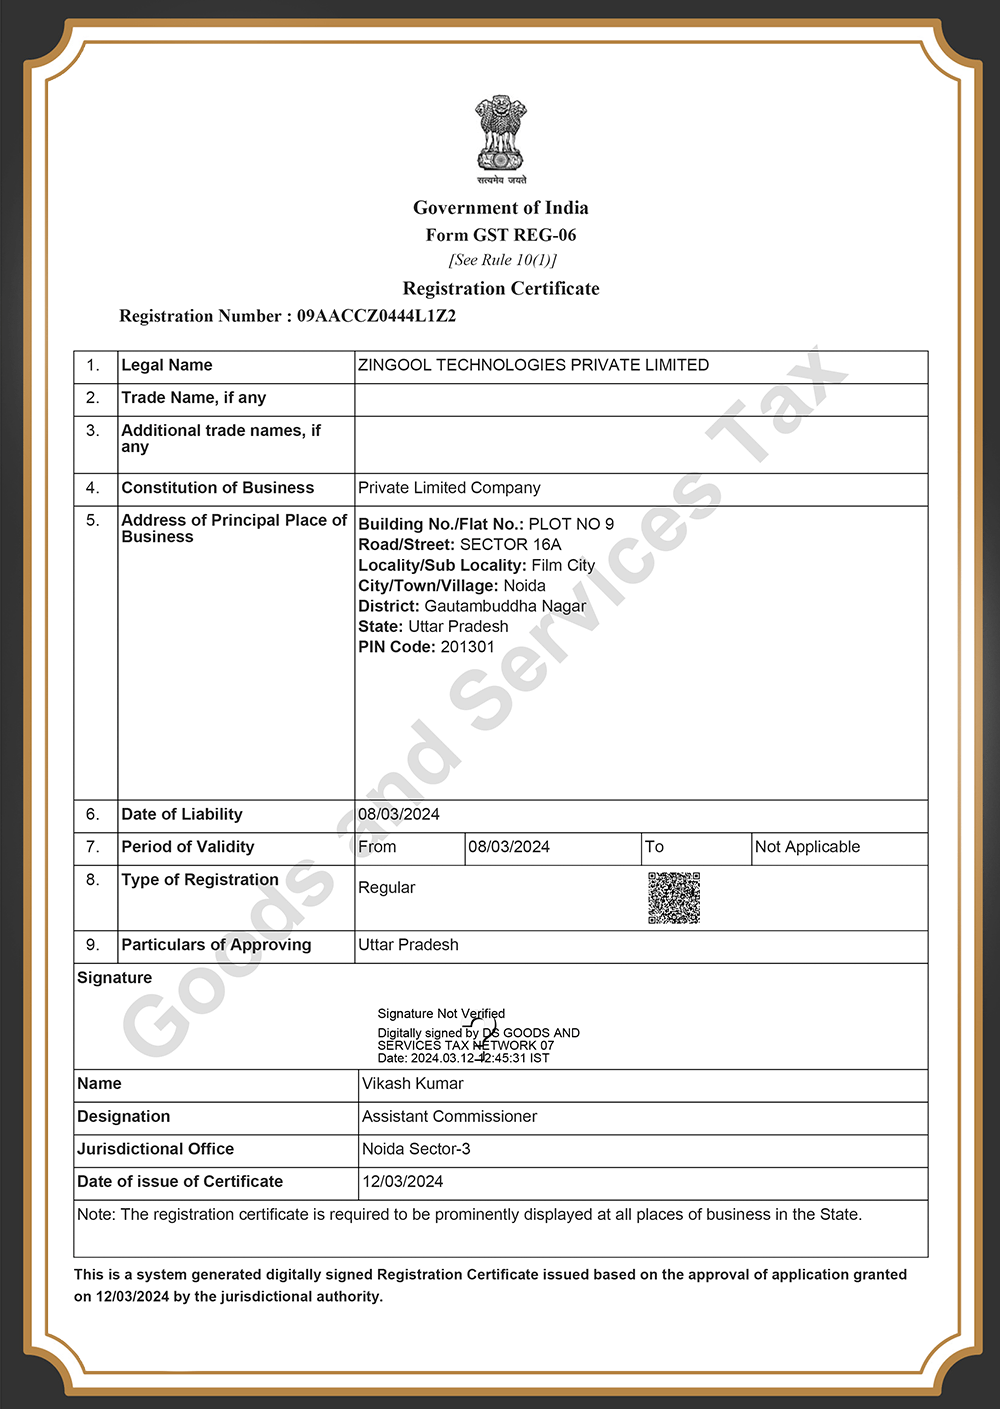 सत्यमेव जयते
Government of India
Form GST REG-06
[See Rule 10(1)]
Registration Certificate
Registration Number : 09AACCZ0444L1Z2
1. Legal Name ZINGOOL TECHNOLOGIES PRIVATE LIMITED
2. Trade Name, if any
3. Additional trade names, if
any
4. Constitution of Business Private Limited Company
5. Address of Principal Place of
Business
Building No./Flat No.: PLOT NO 9
Road/Street: SECTOR 16A
Locality/Sub Locality: Film City
City/Town/Village: Noida
District: Gautambuddha Nagar
State: Uttar Pradesh
PIN Code: 201301
6. Date of Liability 08/03/2024
7. Period of Validity From 08/03/2024 To Not Applicable
8. Type of Registration Regular
9. Particulars of Approving Uttar Pradesh
Signature
Signature Not Verified
Digitally signed by DS GOODS AND
SERVICES TAX NETWORK 07
Date: 2024.03.12 12:45:31 IST
Name Vikash Kumar
Designation Assistant Commissioner
Jurisdictional Office Noida Sector-3
Date of issue of Certificate 12/03/2024
Note: The registration certificate is required to be prominently displayed at all places of business in the State.
This is a system generated digitally signed Registration Certificate issued based on the approval of application granted
on 12/03/2024 by the jurisdictional authority.
Goods and Services Tax